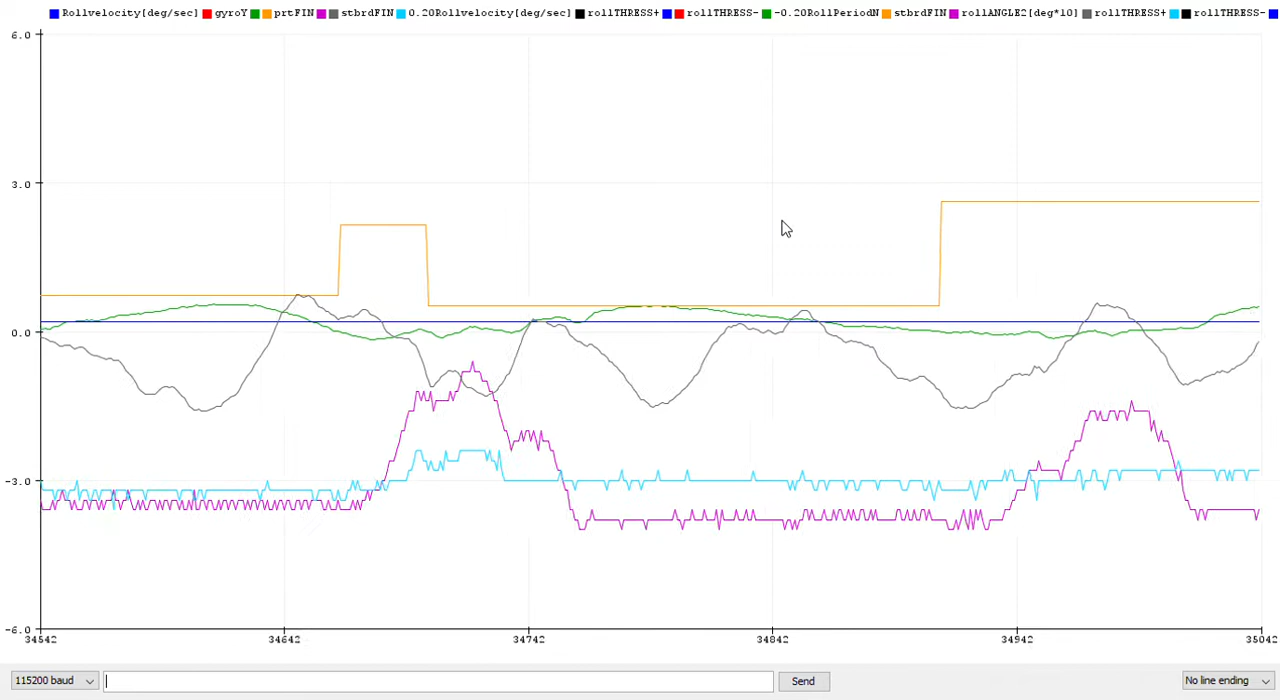 Rollvelocity[deg/sec] gyroY prtFIN stbrdFIN 0.20Rollvelocity[deg/sec] rollTHRESS+ rollTHRESS- -0.20RollPeriodN stbrdFIN rollANGLE2[deg*10] rollTHRESS+ rollTHRESS-
6.0
3.0
0.0
-3.0
-6.0
34542 34642 34742 34842 34942 35042
115200 baud Send No line ending